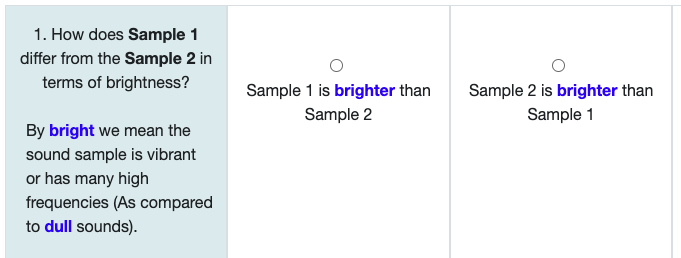 1. How does Sample 1
differ from the Sample 2 in
terms of brightness?
By bright we mean the
sound sample is vibrant
or has many high
frequencies (As compared
to dull sounds).
Sample 1 is brighter than
Sample 2
Sample 2 is brighter than
Sample 1